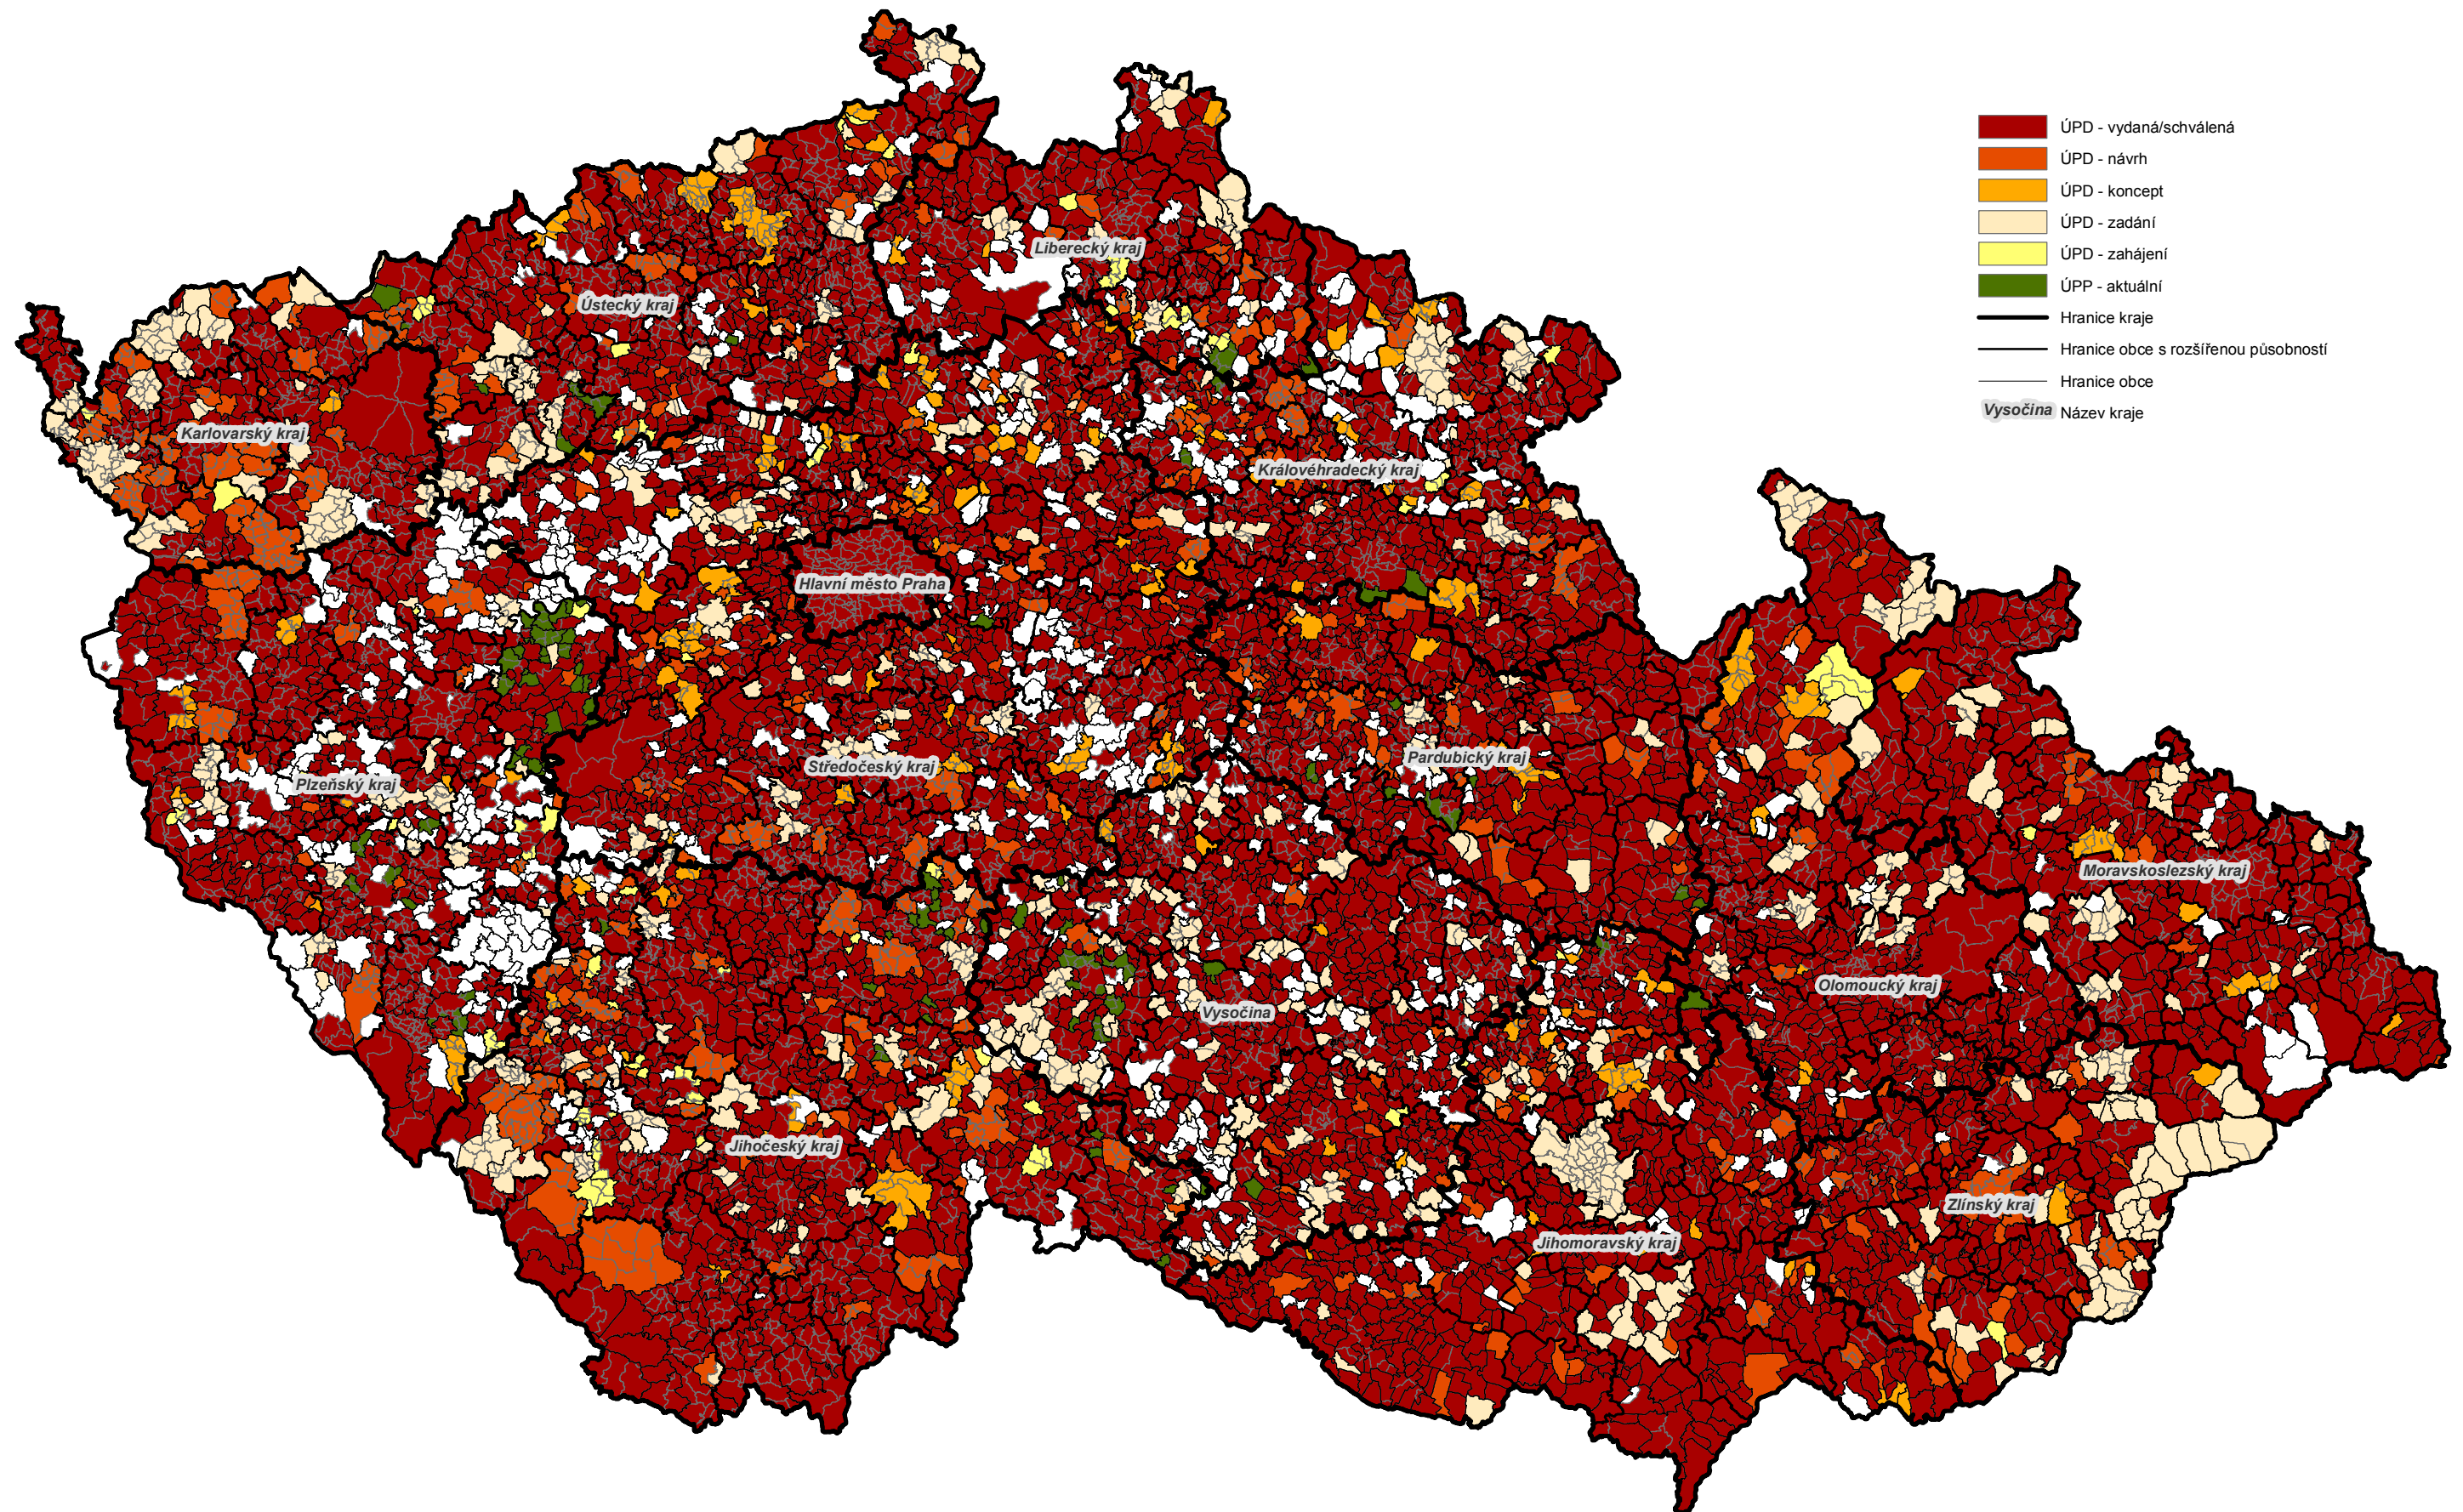 ÚPD - vydaná/schválená
ÚPD - návrh
ÚPD - koncept
ÚPD - zadání
ÚPD - zahájení
ÚPP - aktuální
Hranice kraje
Hranice obce s rozšířenou působností
Hranice obce
Vysočina Název kraje
Liberecký kraj
Ústecký kraj
Karlovarský kraj
Královéhradecký kraj
Hlavní město Praha
Středočeský kraj
Pardubický kraj
Plzeňský kraj
Moravskoslezský kraj
Olomoucký kraj
Vysočina
Jihočeský kraj
Zlínský kraj
Jihomoravský kraj